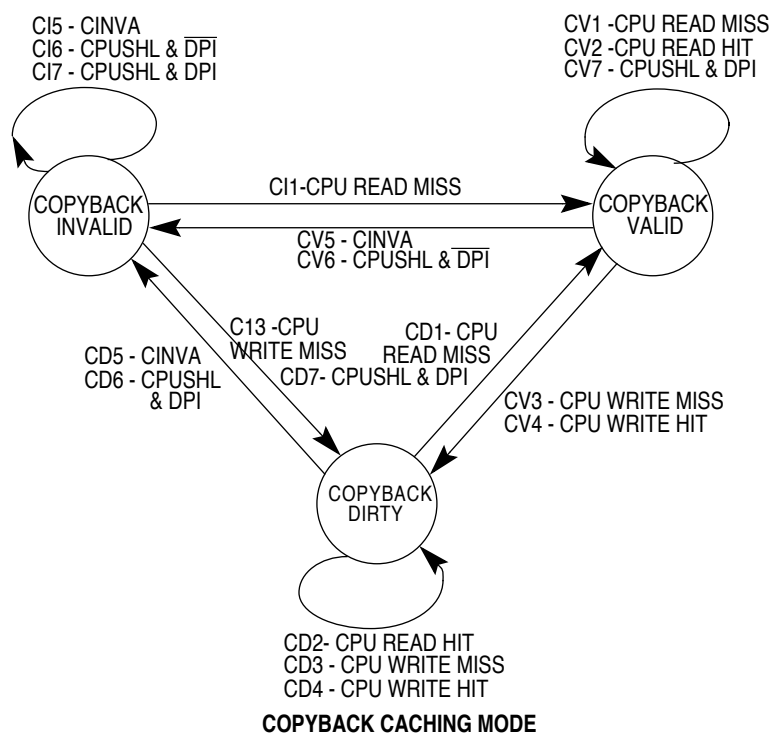 CI5 - CINVA
CI6 - CPUSHL & D̅P̅I̅
CI7 - CPUSHL & DPI
CV1 -CPU READ MISS
CV2 -CPU READ HIT
CV7 - CPUSHL & DPI
COPYBACK
INVALID
CI1-CPU READ MISS
COPYBACK
VALID
CV5 - CINVA
CV6 - CPUSHL & D̅P̅I̅
CD5 - CINVA
CD6 - CPUSHL
& DPI
C13 -CPU
WRITE MISS
CD1- CPU
READ MISS
CD7- CPUSHL & DPI
CV3 - CPU WRITE MISS
CV4 - CPU WRITE HIT
COPYBACK
DIRTY
CD2- CPU READ HIT
CD3 - CPU WRITE MISS
CD4 - CPU WRITE HIT
COPYBACK CACHING MODE